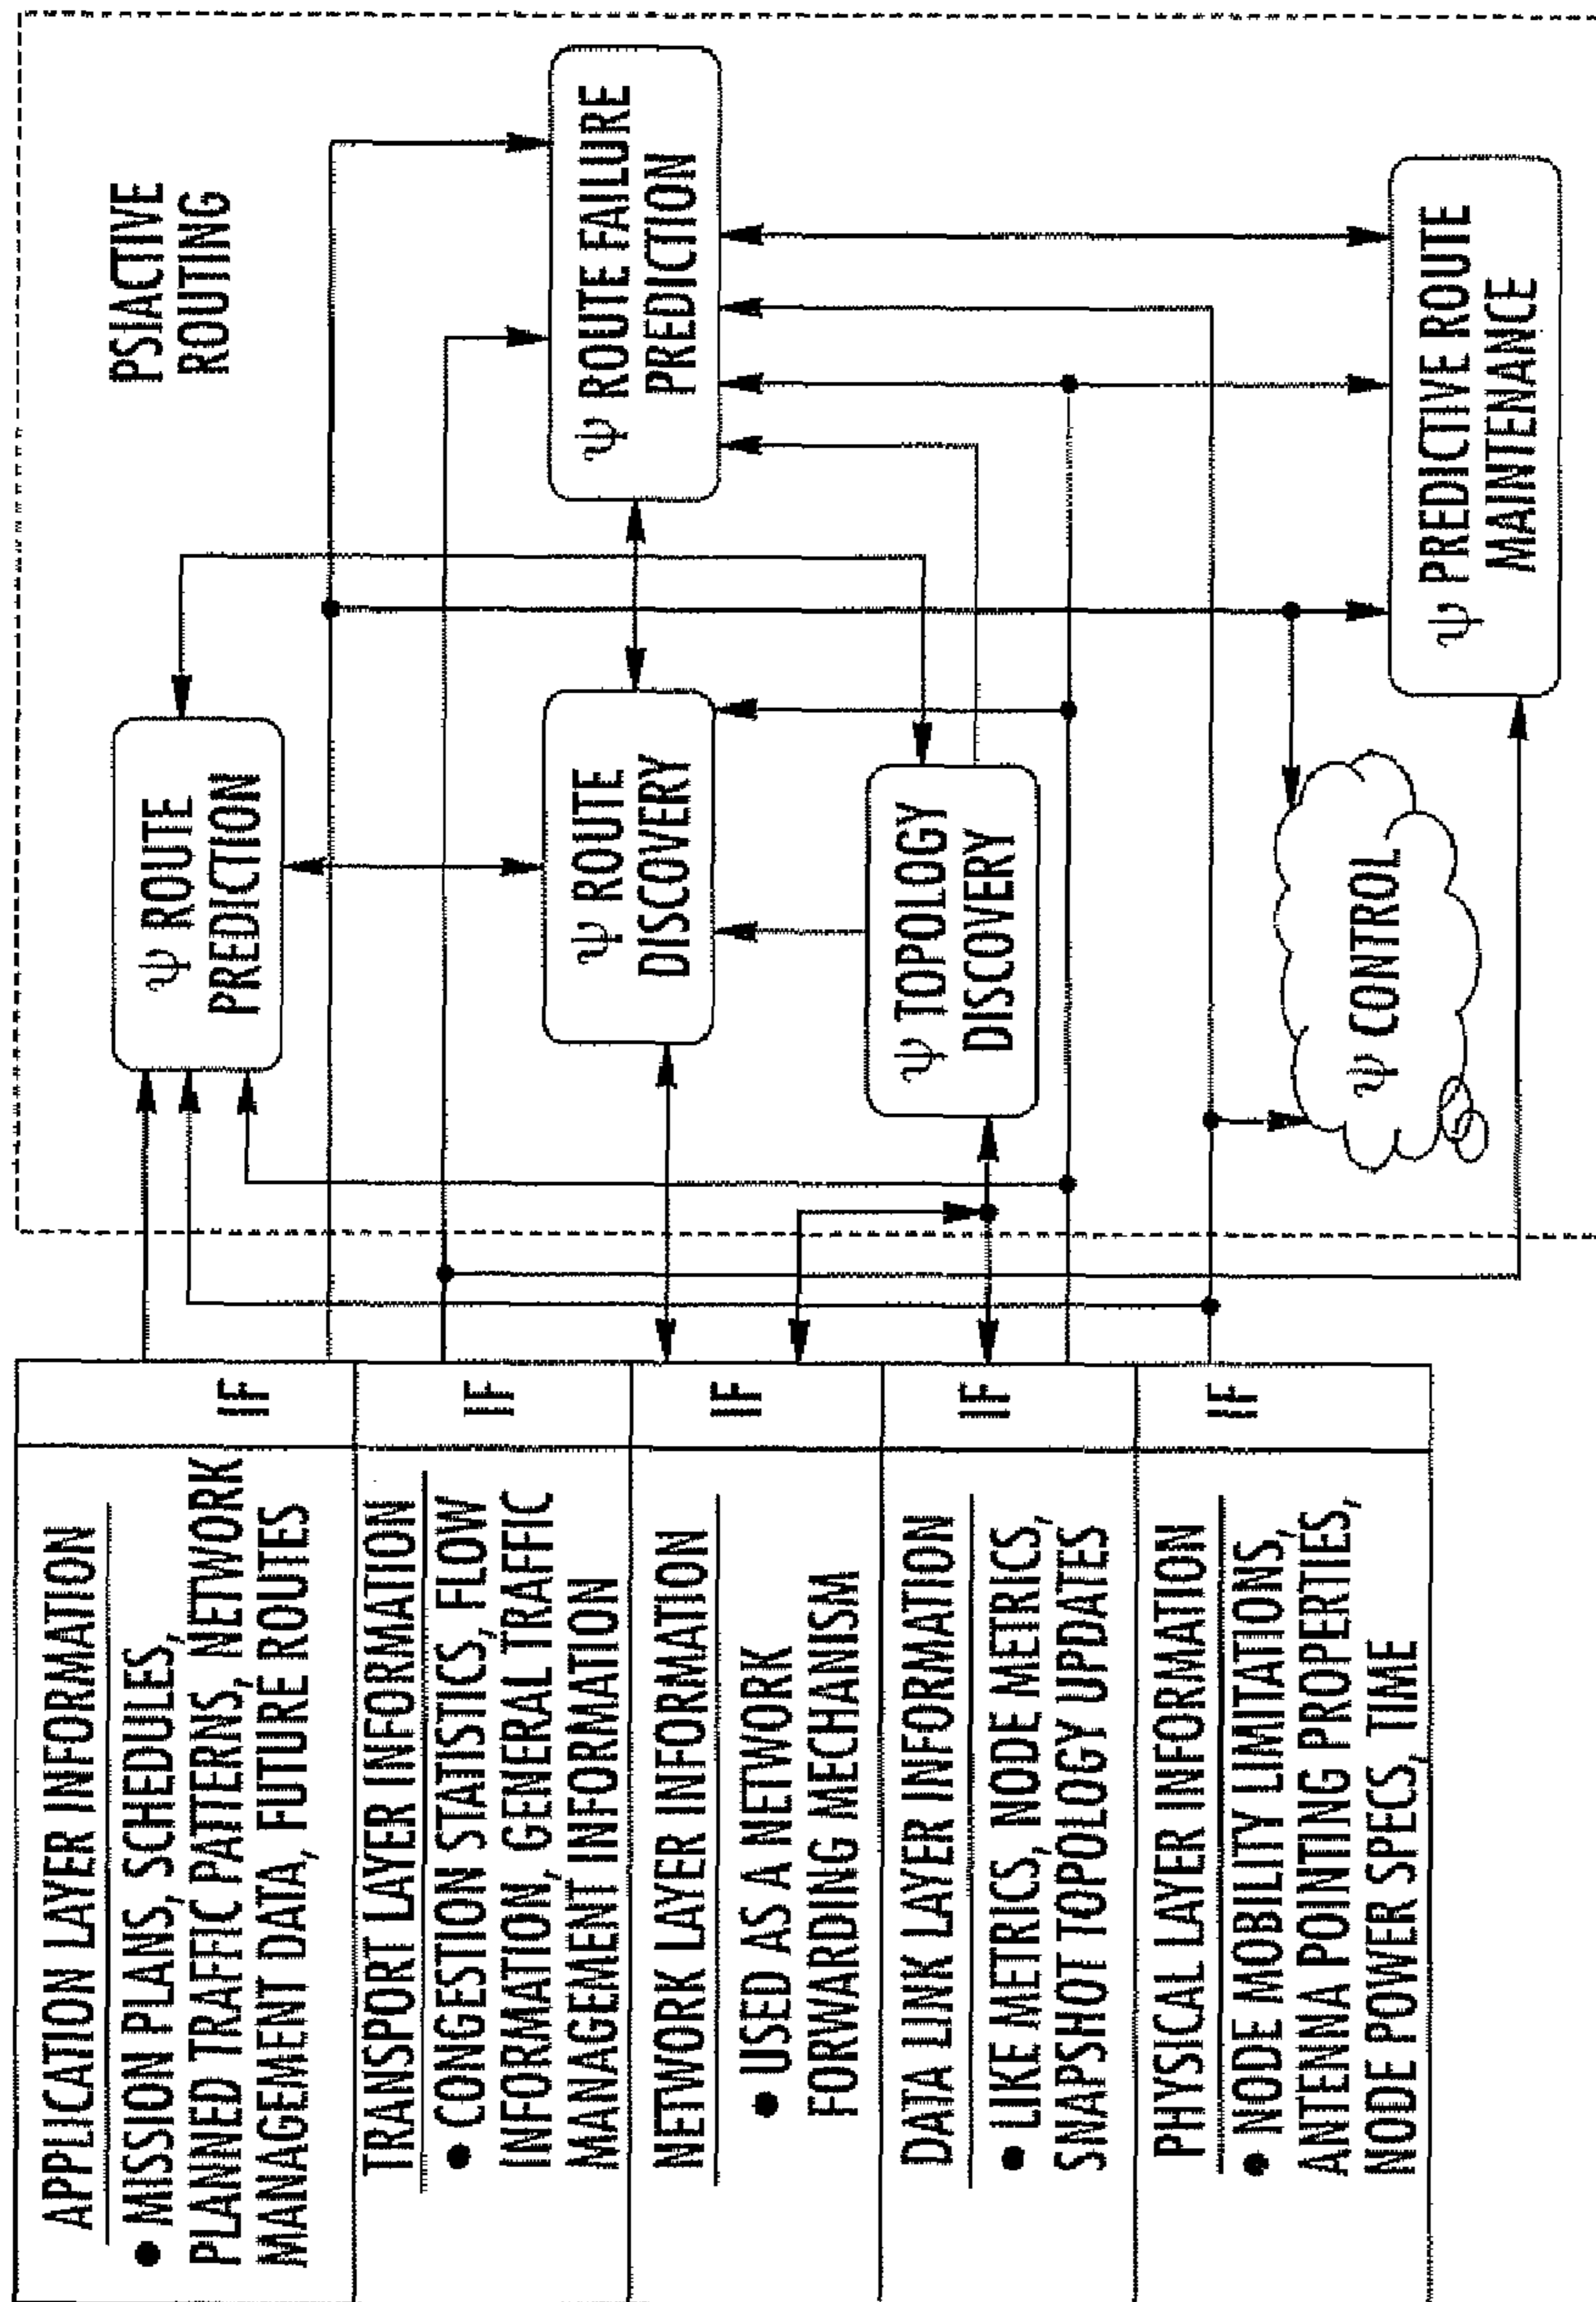 APPLICATION LAYER INFORMATION
• MISSION PLANS, SCHEDULES,
PLANNED TRAFFIC PATTERNS, NETWORK
MANAGEMENT DATA, FUTURE ROUTES
IF
TRANSPORT LAYER INFORMATION
• CONGESTION STATISTICS, FLOW
INFORMATION, GENERAL TRAFFIC
MANAGEMENT INFORMATION
IF
NETWORK LAYER INFORMATION
• USED AS A NETWORK
FORWARDING MECHANISM
IF
DATA LINK LAYER INFORMATION
• LIKE METRICS, NODE METRICS,
SNAPSHOT TOPOLOGY UPDATES
IF
PHYSICAL LAYER INFORMATION
• NODE MOBILITY LIMITATIONS,
ANTENNA POINTING PROPERTIES,
NODE POWER SPECS, TIME
IF
PSIACTIVE
ROUTING
Ψ ROUTE
PREDICTION
Ψ ROUTE
DISCOVERY
Ψ ROUTE FAILURE
PREDICTION
Ψ TOPOLOGY
DISCOVERY
Ψ CONTROL
Ψ PREDICTIVE ROUTE
MAINTENANCE